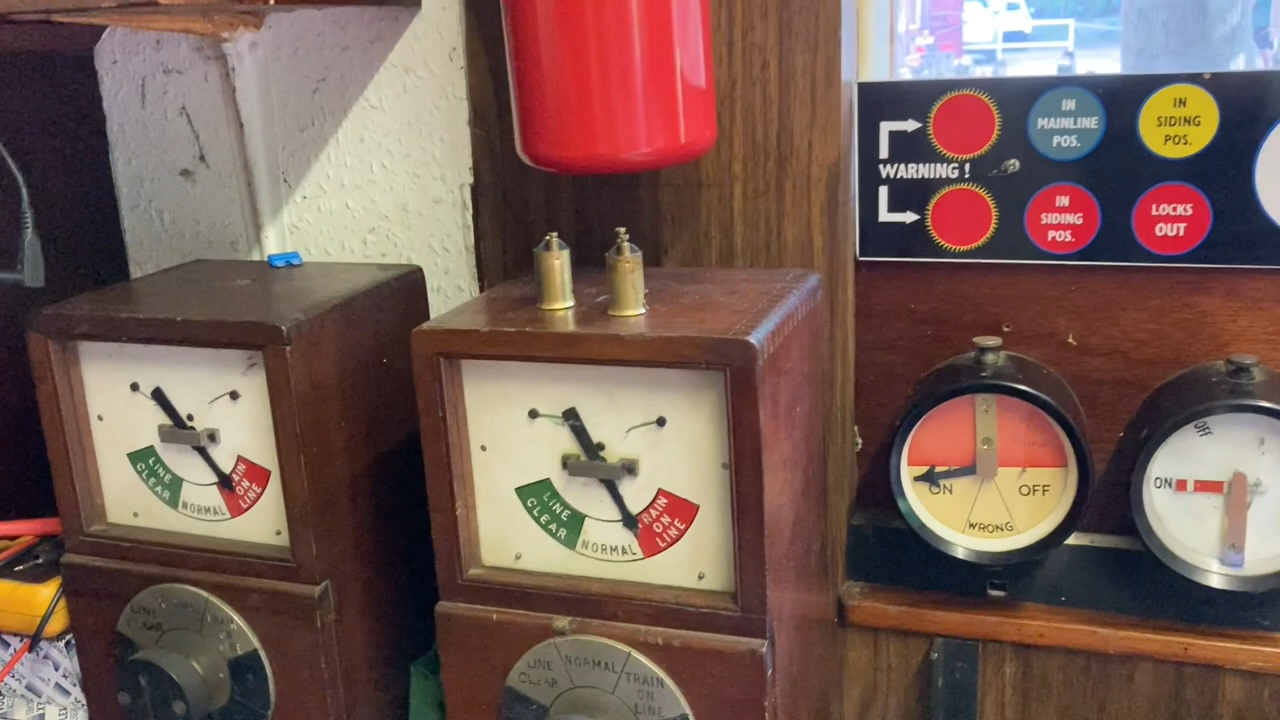 IN
MAINLINE
POS.
IN
SIDING
POS.
WARNING !
IN
SIDING
POS.
LOCKS
OUT
LINE
CLEAR
NORMAL
TRAIN
ON
LINE
LINE
CLEAR
NORMAL
TRAIN
ON
LINE
ON
OFF
WRONG
OFF
ON
LINE
CLEAR
NORMAL
TRAIN
ON
LINE